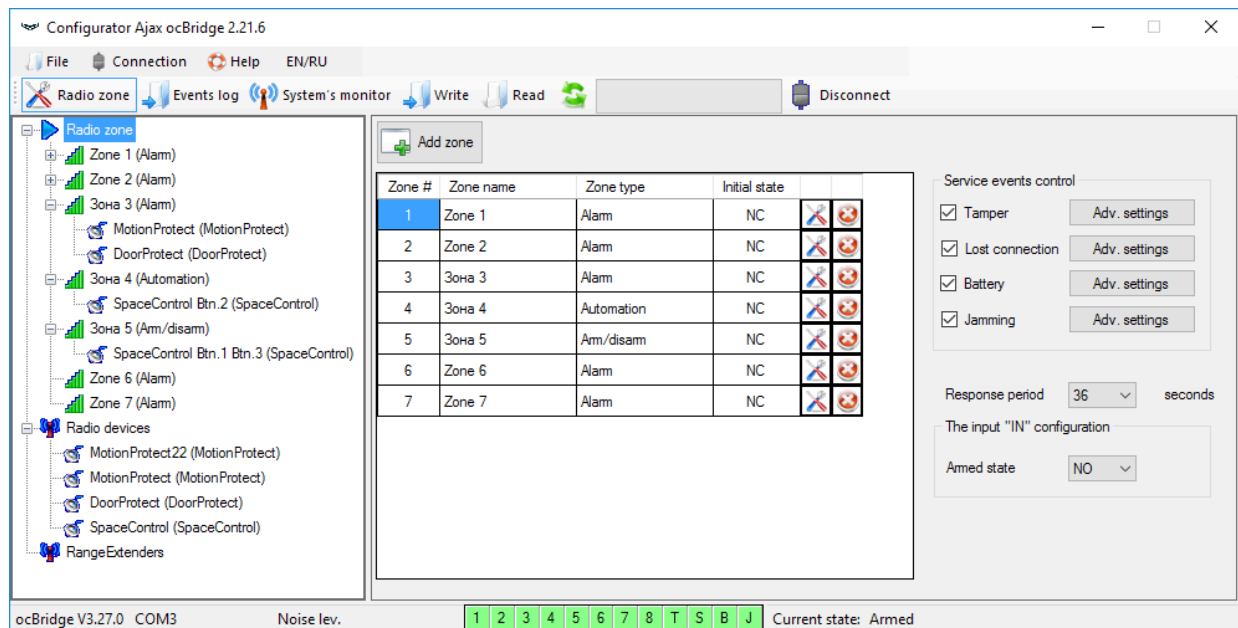 Configurator Ajax ocBridge 2.21.6
File Connection Help EN/RU
Radio zone Events log System's monitor Write Read Disconnect
Radio zone
Zone 1 (Alarm)
Zone 2 (Alarm)
Зона 3 (Alarm)
MotionProtect (MotionProtect)
DoorProtect (DoorProtect)
Зона 4 (Automation)
SpaceControl Btn.2 (SpaceControl)
Зона 5 (Arm/disarm)
SpaceControl Btn.1 Btn.3 (SpaceControl)
Zone 6 (Alarm)
Zone 7 (Alarm)
Radio devices
MotionProtect22 (MotionProtect)
MotionProtect (MotionProtect)
DoorProtect (DoorProtect)
SpaceControl (SpaceControl)
RangeExtenders
Add zone
Zone # Zone name Zone type Initial state
1 Zone 1 Alarm NC
2 Zone 2 Alarm NC
3 Зона 3 Alarm NC
4 Зона 4 Automation NC
5 Зона 5 Arm/disarm NC
6 Zone 6 Alarm NC
7 Zone 7 Alarm NC
Service events control
Tamper Adv. settings
Lost connection Adv. settings
Battery Adv. settings
Jamming Adv. settings
Response period 36 seconds
The input "IN" configuration
Armed state NO
ocBridge V3.27.0 COM3 Noise lev. 1 2 3 4 5 6 7 8 T S B J Current state: Armed